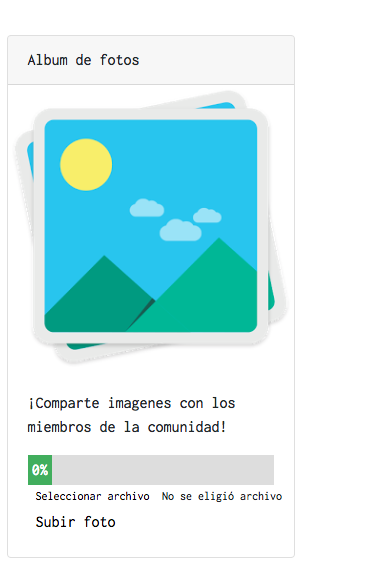 Album de fotos
¡Comparte imagenes con los
miembros de la comunidad!
0%
Seleccionar archivo No se eligió archivo
Subir foto